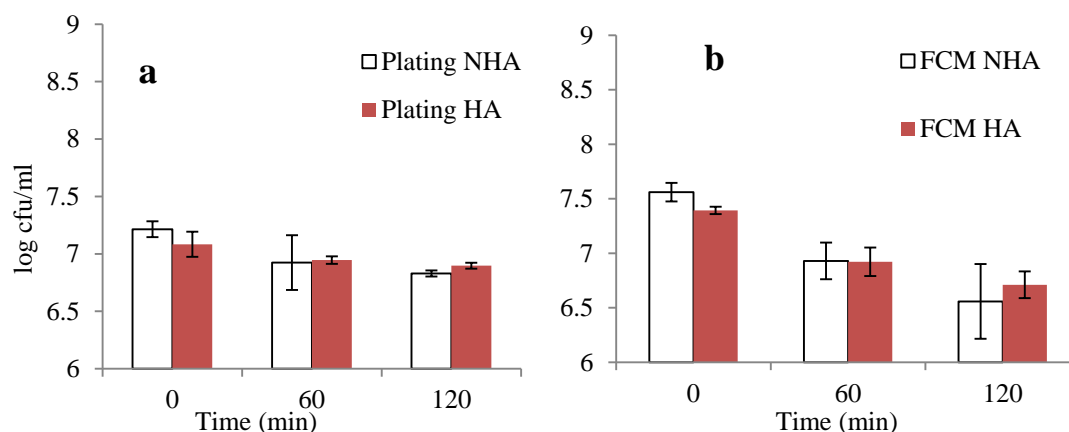 a
Plating NHA
Plating HA
log cfu/ml
9
8.5
8
7.5
7
6.5
6
0
60
120
Time (min)
b
FCM NHA
FCM HA
9
8.5
8
7.5
7
6.5
6
0
60
120
Time (min)